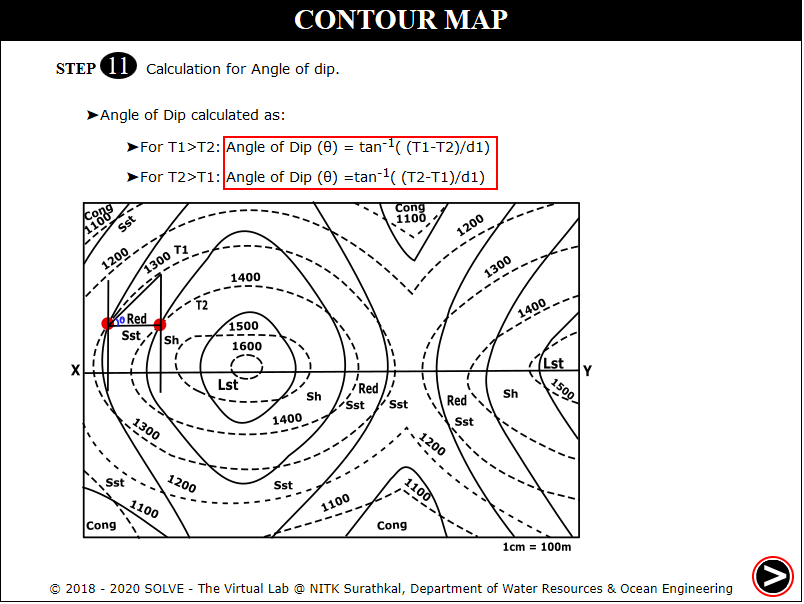 CONTOUR MAP
STEP 11 Calculation for Angle of dip.
➤Angle of Dip calculated as:
➤For T1>T2: Angle of Dip (θ) = tan⁻¹( (T1-T2)/d1)
➤For T2>T1: Angle of Dip (θ) =tan⁻¹( (T2-T1)/d1)
Cong
1100
Sst
Cong
1100
1200
1200
1300
T1
1300
1400
T2
1400
Red
Sst
Sh
1500
1600
X
Y
Lst
Lst
1500
Sh
Red
Sst
Sst
Red
Sst
Sh
1400
1300
1200
Sst
1200
Sst
1100
1100
1100
Cong
Cong
1cm = 100m
© 2018 - 2020 SOLVE - The Virtual Lab @ NITK Surathkal, Department of Water Resources & Ocean Engineering